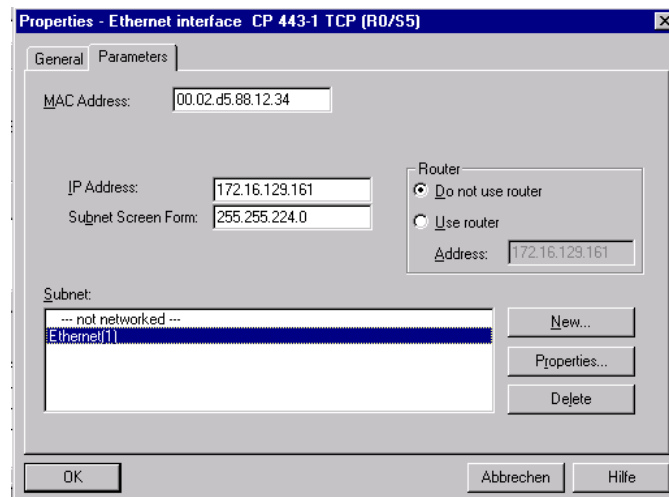 Properties - Ethernet interface CP 443-1 TCP (R0/S5)
General Parameters
MAC Address: 00.02.d5.88.12.34
Router
IP Address: 172.16.129.161
Do not use router
Subnet Screen Form: 255.255.224.0
Use router
Address: 172.16.129.161
Subnet:
--- not networked ---
Ethernet(1)
New...
Properties...
Delete
OK Abbrechen Hilfe